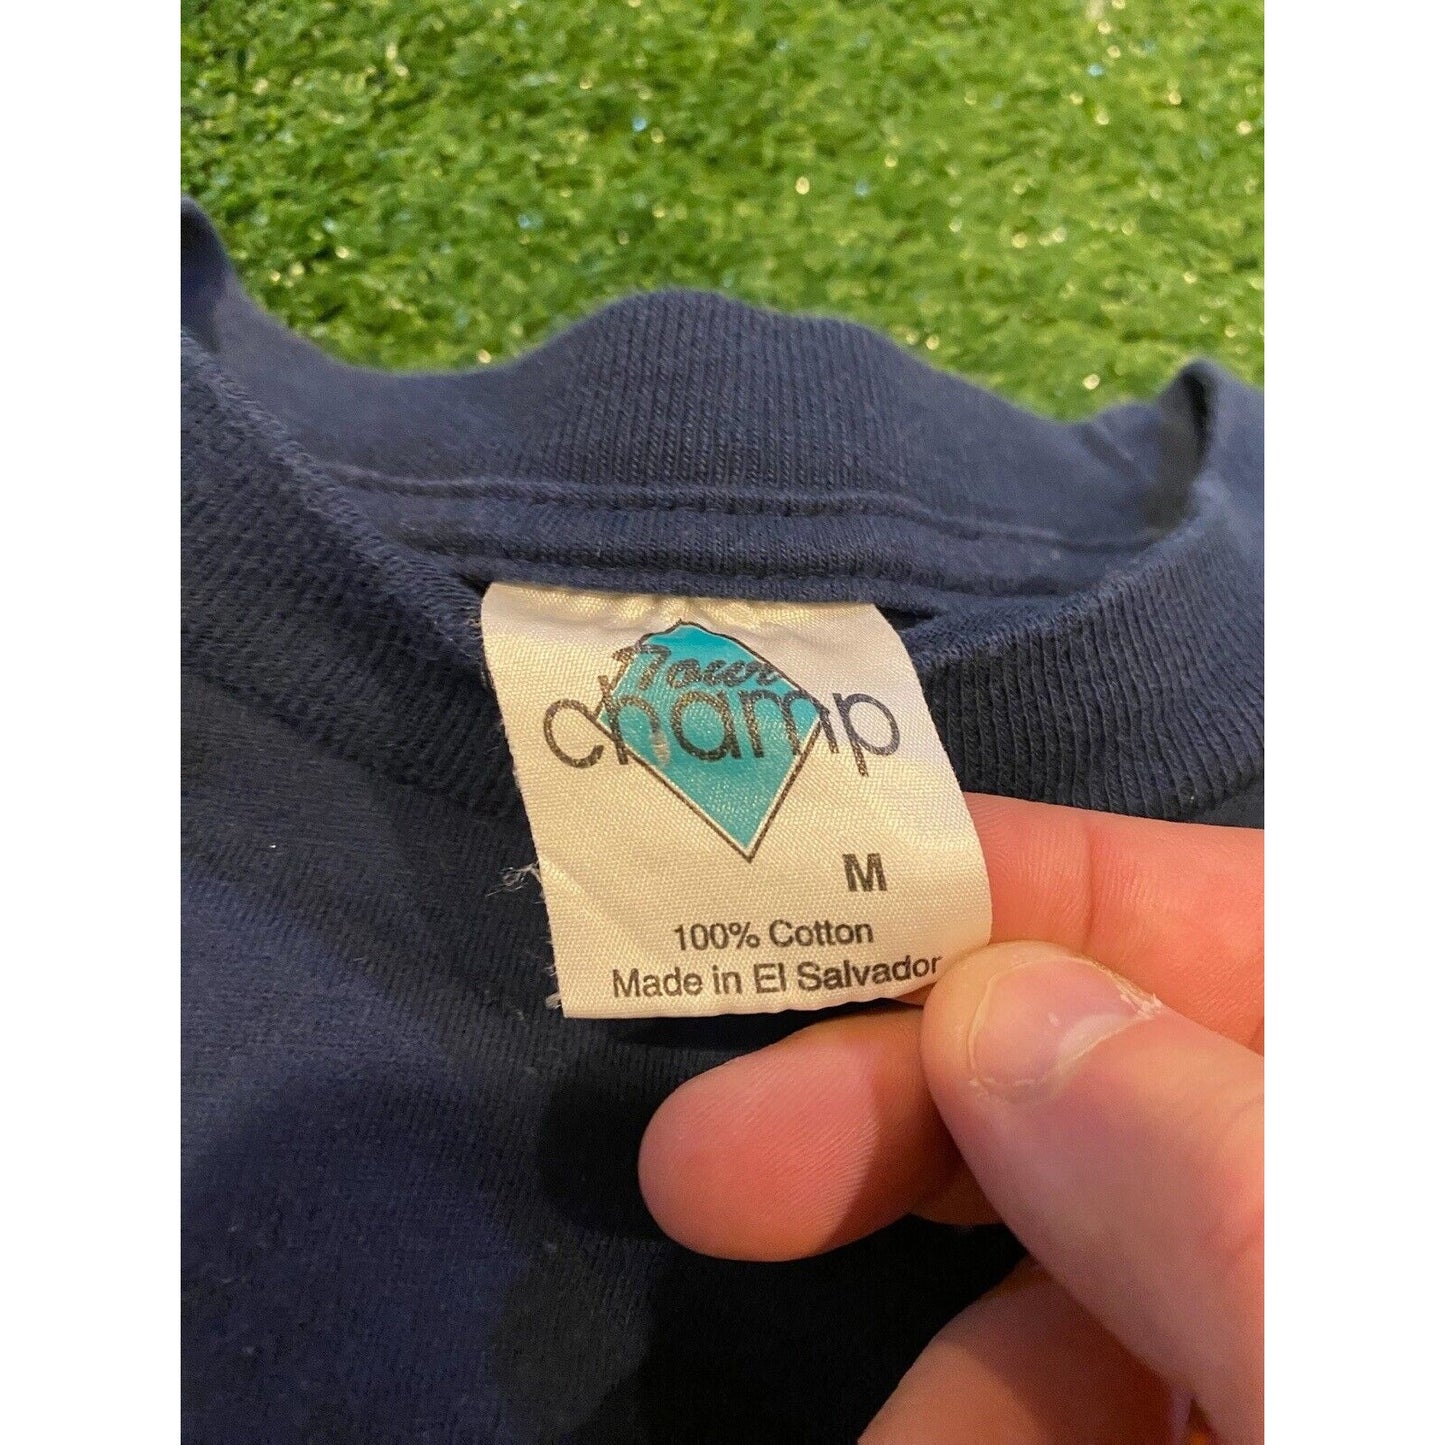 Tour
champ
M
100% Cotton
Made in El Salvador